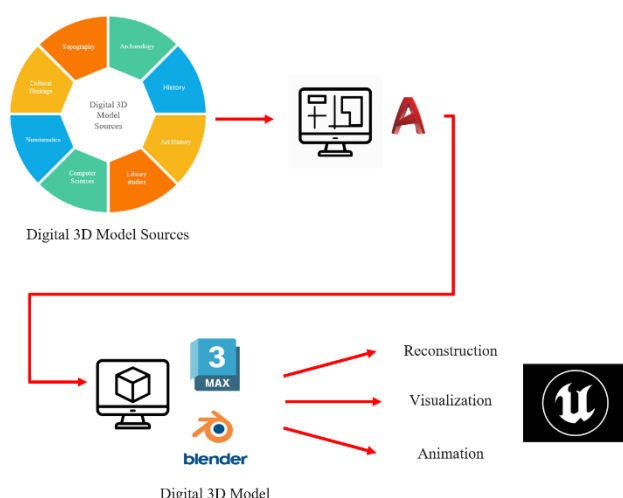 Topography
Archaeology
Cultural
Heritage
History
Digital 3D
Model
Sources
Numismatics
Art History
Computer
Sciences
Library
studies
Digital 3D Model Sources
A
3
MAX
blender
Digital 3D Model
Reconstruction
Visualization
Animation